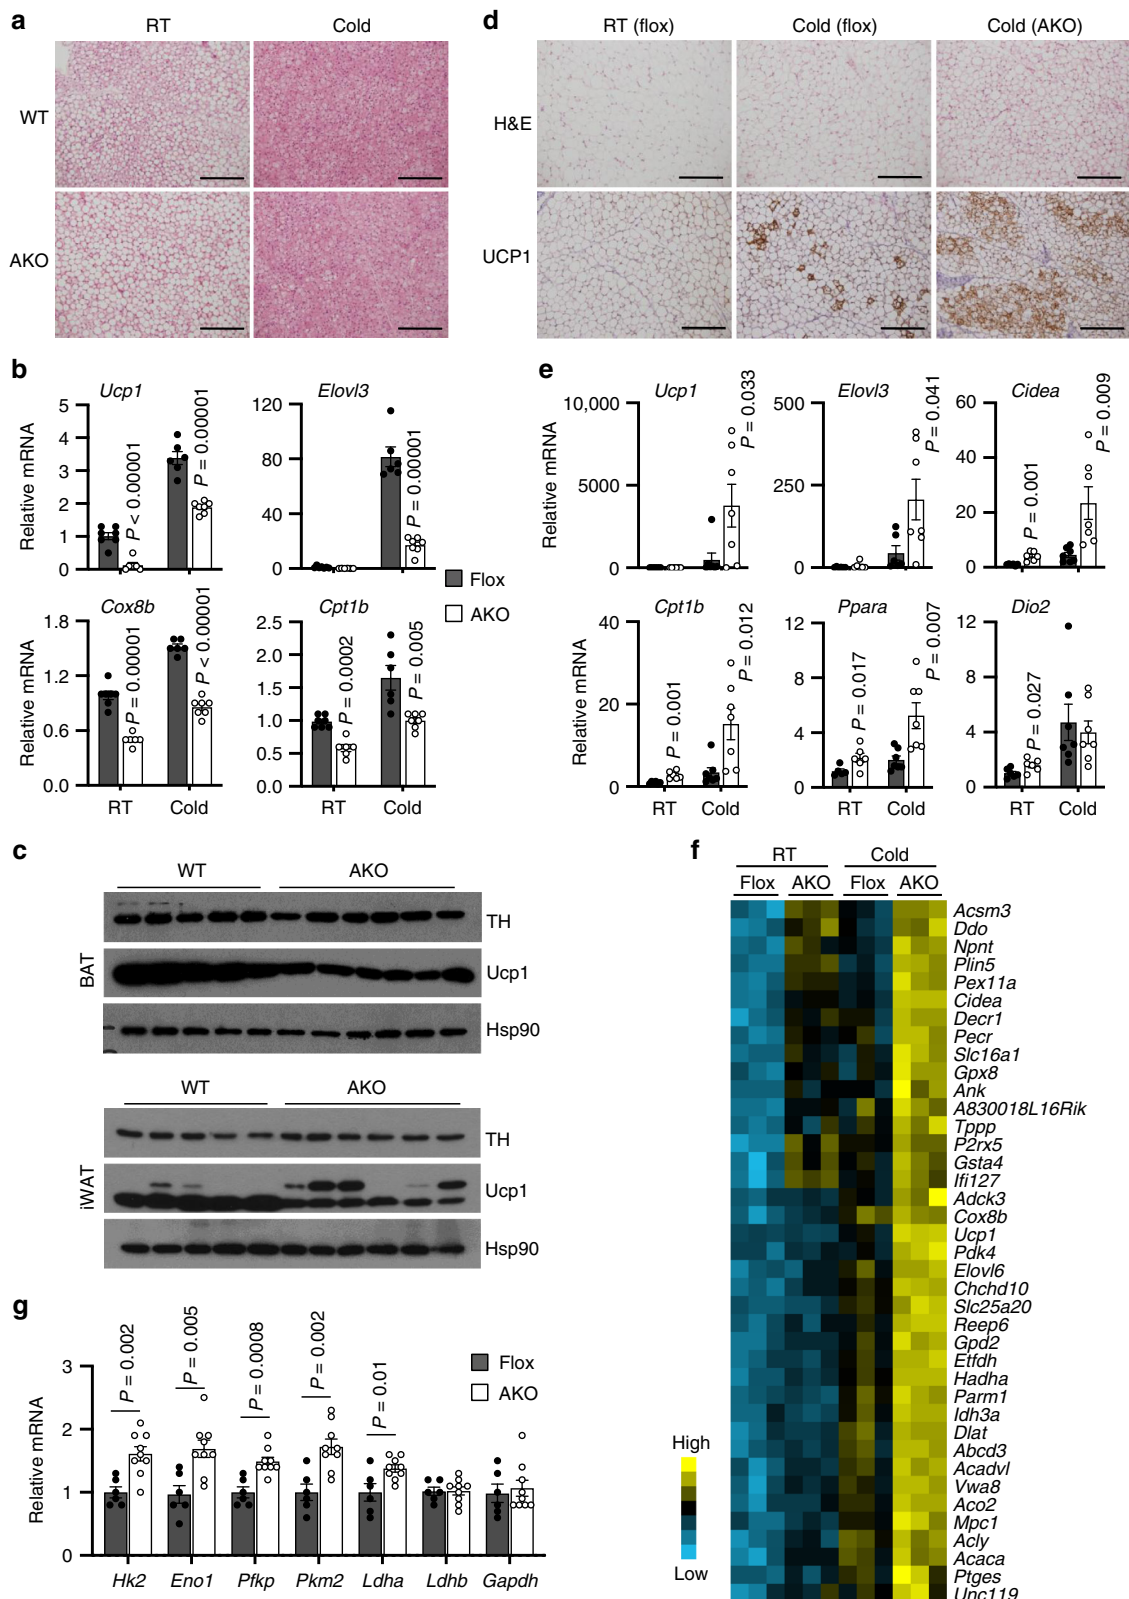 a
RT
Cold
WT
AKO
d
RT (flox)
Cold (flox)
Cold (AKO)
H&E
UCP1
b
Ucp1
Elovl3
Relative mRNA
5
4
3
2
1
0
P < 0.00001
P = 0.00001
120
80
40
0
P = 0.00001
Flox
AKO
Cox8b
Cpt1b
Relative mRNA
1.8
1.2
0.6
0.0
P = 0.00001
P < 0.00001
2.5
2.0
1.5
1.0
0.5
0.0
P = 0.0002
P = 0.005
RT
Cold
RT
Cold
e
Ucp1
Elovl3
Cidea
Relative mRNA
10,000
5000
0
P = 0.033
500
250
0
P = 0.041
60
40
20
0
P = 0.001
P = 0.009
Cpt1b
Ppara
Dio2
Relative mRNA
40
20
0
P = 0.001
P = 0.012
12
8
4
0
P = 0.017
P = 0.007
12
8
4
0
P = 0.027
RT
Cold
RT
Cold
RT
Cold
c
WT
AKO
BAT
TH
Ucp1
Hsp90
WT
AKO
iWAT
TH
Ucp1
Hsp90
f
RT
Cold
Flox
AKO
Flox
AKO
Acsm3
Ddo
Npnt
Plin5
Pex11a
Cidea
Decr1
Pecr
Slc16a1
Gpx8
Ank
A830018L16Rik
Tppp
P2rx5
Gsta4
Ifi127
Adck3
Cox8b
Ucp1
Pdk4
Elovl6
Chchd10
Slc25a20
Reep6
Gpd2
Etfdh
Hadha
Parm1
Idh3a
Dlat
Abcd3
Acadvl
Vwa8
Aco2
Mpc1
Acly
Acaca
Ptges
Unc119
High
Low
g
Relative mRNA
3
2
1
0
P = 0.002
P = 0.005
P = 0.0008
P = 0.002
P = 0.01
Flox
AKO
Hk2
Eno1
Pfkp
Pkm2
Ldha
Ldhb
Gapdh